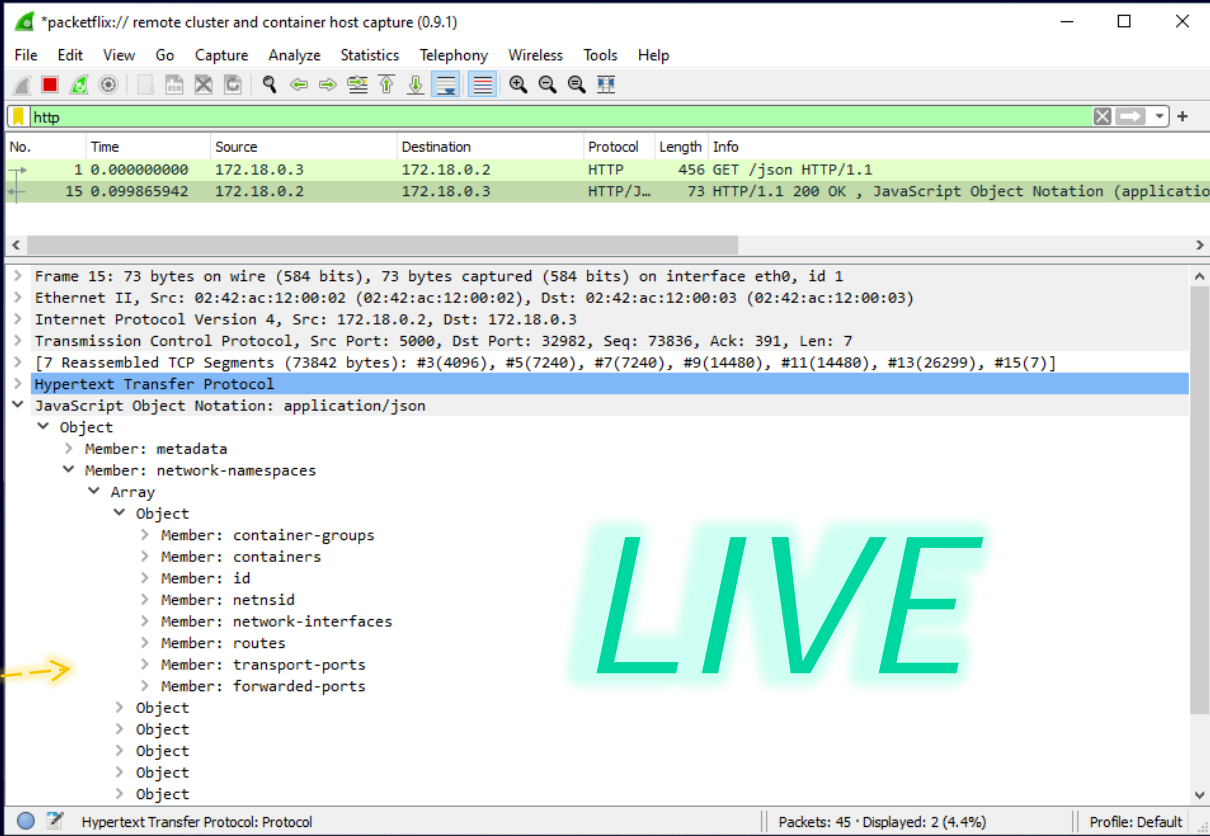 *packetflix:// remote cluster and container host capture (0.9.1)
File Edit View Go Capture Analyze Statistics Telephony Wireless Tools Help
http
No. Time Source Destination Protocol Length Info
1 0.000000000 172.18.0.3 172.18.0.2 HTTP 456 GET /json HTTP/1.1
15 0.099865942 172.18.0.2 172.18.0.3 HTTP/J… 73 HTTP/1.1 200 OK , JavaScript Object Notation (applicatio
Frame 15: 73 bytes on wire (584 bits), 73 bytes captured (584 bits) on interface eth0, id 1
Ethernet II, Src: 02:42:ac:12:00:02 (02:42:ac:12:00:02), Dst: 02:42:ac:12:00:03 (02:42:ac:12:00:03)
Internet Protocol Version 4, Src: 172.18.0.2, Dst: 172.18.0.3
Transmission Control Protocol, Src Port: 5000, Dst Port: 32982, Seq: 73836, Ack: 391, Len: 7
[7 Reassembled TCP Segments (73842 bytes): #3(4096), #5(7240), #7(7240), #9(14480), #11(14480), #13(26299), #15(7)]
Hypertext Transfer Protocol
JavaScript Object Notation: application/json
Object
Member: metadata
Member: network-namespaces
Array
Object
Member: container-groups
Member: containers
Member: id
Member: netnsid
Member: network-interfaces
Member: routes
Member: transport-ports
Member: forwarded-ports
Object
Object
Object
Object
Object
LIVE
Hypertext Transfer Protocol: Protocol
Packets: 45 · Displayed: 2 (4.4%)
Profile: Default